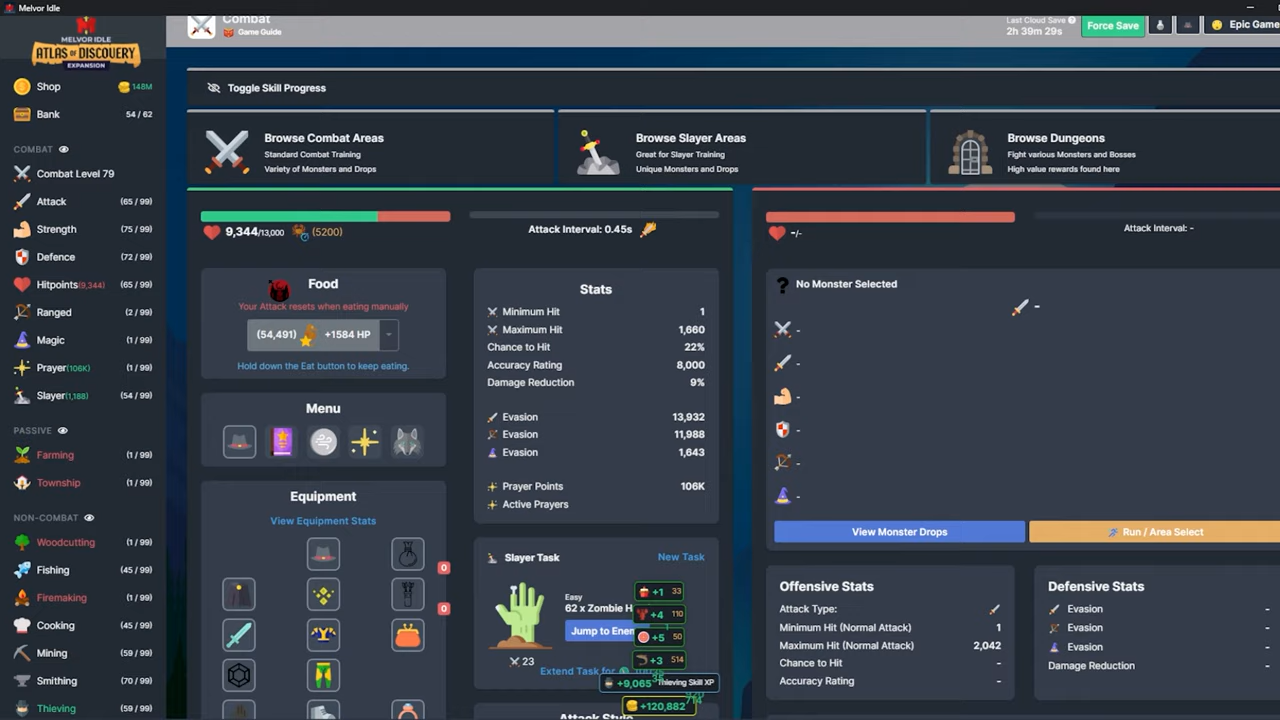 Melvor Idle
MELVOR IDLE
ATLAS OF DISCOVERY
EXPANSION
Shop 148M
Bank 54 / 62
COMBAT
Combat Level 79
Attack (65 / 99)
Strength (75 / 99)
Defence (72 / 99)
Hitpoints(9,344) (65 / 99)
Ranged (2 / 99)
Magic (1 / 99)
Prayer(106K) (1 / 99)
Slayer(1,188) (54 / 99)
PASSIVE
Farming (1 / 99)
Township (1 / 99)
NON-COMBAT
Woodcutting (1 / 99)
Fishing (45 / 99)
Firemaking (1 / 99)
Cooking (45 / 99)
Mining (1 / 99)
Smithing (1 / 99)
Thieving (59 / 99)
Combat
Game Guide
Last Cloud Save
2h 39m 29s
Force Save
Epic Game
Toggle Skill Progress
Browse Combat Areas
Standard Combat Training
Variety of Monsters and Drops
Browse Slayer Areas
Great for Slayer Training
Unique Monsters and Drops
Browse Dungeons
Fight various Monsters and Bosses
High value rewards found here
9,344/13,000 (5200)
Attack Interval: 0.45s
Food
Your Attack resets when eating manually
(54,491) +1584 HP
Hold down the Eat button to keep eating.
Menu
Equipment
View Equipment Stats
0
0
Stats
Minimum Hit 1
Maximum Hit 1,660
Chance to Hit 22%
Accuracy Rating 8,000
Damage Reduction 9%
Evasion 13,932
Evasion 11,988
Evasion 1,643
Prayer Points 106K
Active Prayers
Slayer Task New Task
Easy
62 x Zombie H
Jump to Ene
23
Extend Task for
+1 33
+4 110
+5 50
+3 514
+9,065 Thieving Skill XP
+120,882
Attack Style
-/-
Attack Interval: -
No Monster Selected
-
-
-
-
-
-
-
View Monster Drops
Run / Area Select
Offensive Stats
Attack Type:
Minimum Hit (Normal Attack) 1
Maximum Hit (Normal Attack) 2,042
Chance to Hit -
Accuracy Rating -
Defensive Stats
Evasion -
Evasion -
Evasion -
Damage Reduction -